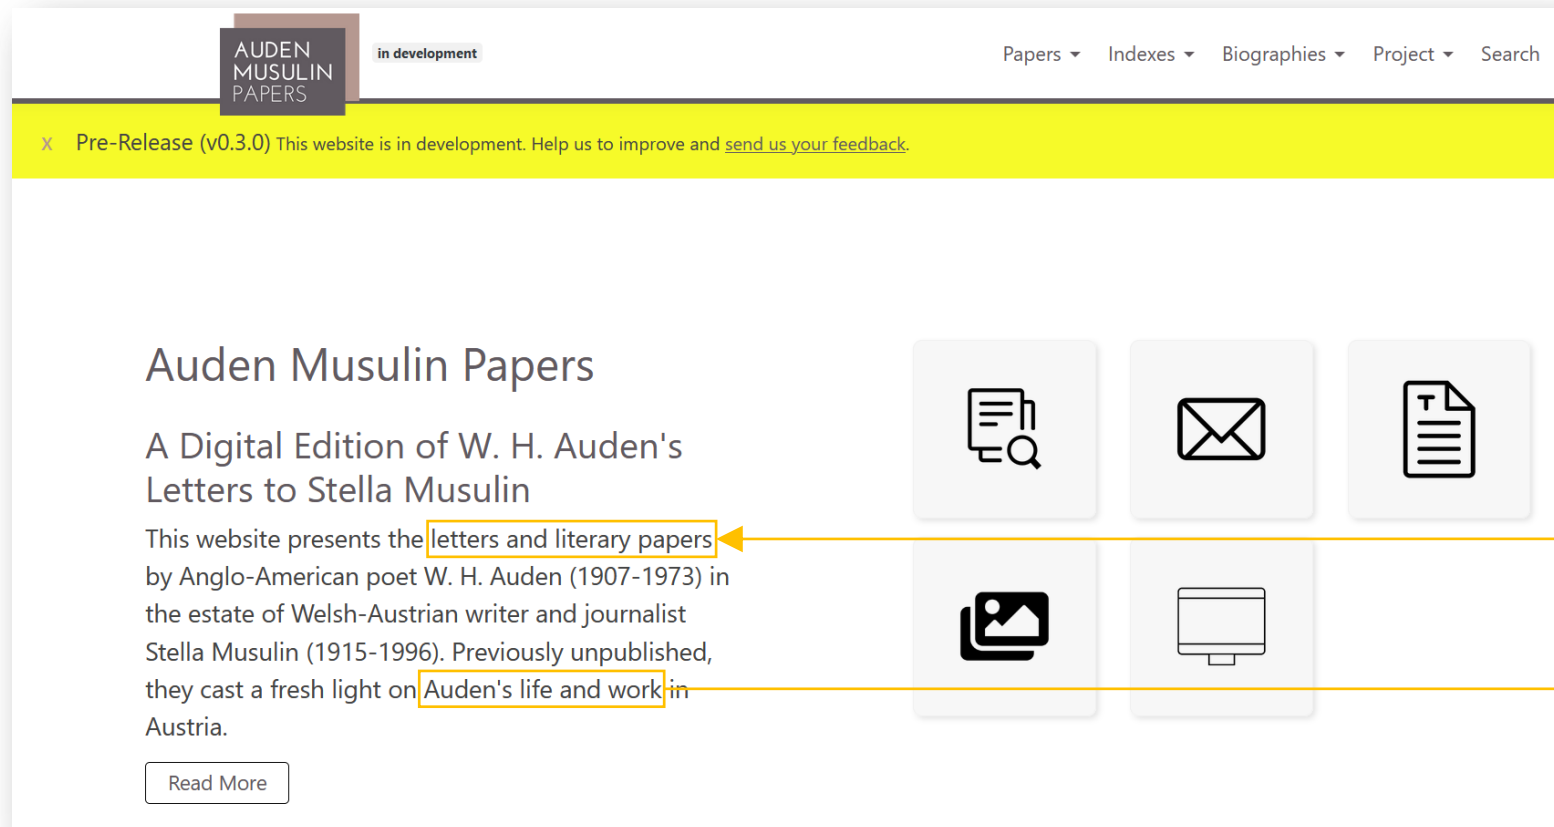 AUDEN
MUSULIN
PAPERS
in development
Papers
Indexes
Biographies
Project
Search
x Pre-Release (v0.3.0) This website is in development. Help us to improve and send us your feedback.
Auden Musulin Papers
A Digital Edition of W. H. Auden's
Letters to Stella Musulin
This website presents the letters and literary papers
by Anglo-American poet W. H. Auden (1907-1973) in
the estate of Welsh-Austrian writer and journalist
Stella Musulin (1915-1996). Previously unpublished,
they cast a fresh light on Auden's life and work in
Austria.
Read More
T